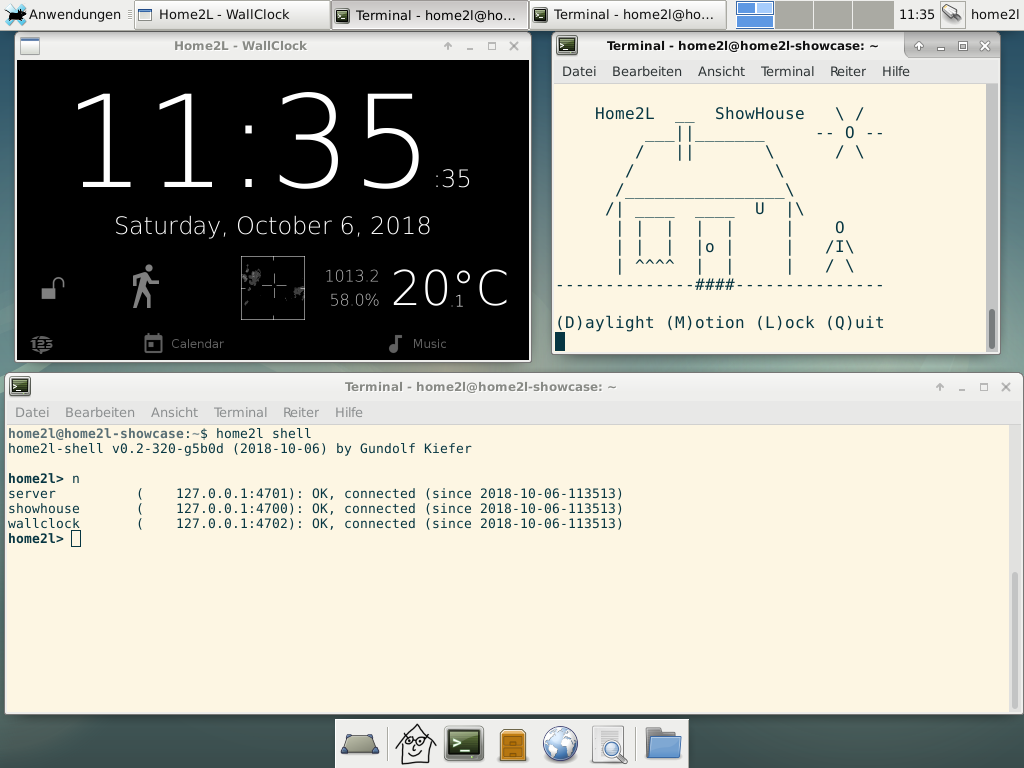 Anwendungen Home2L - WallClock Terminal - home2l@ho... Terminal - home2l@ho... 11:35 home2l
Home2L - WallClock
11:35:35
Saturday, October 6, 2018
1013.2
58.0%
20.1°C
Calendar Music
Terminal - home2l@home2l-showcase: ~
Datei Bearbeiten Ansicht Terminal Reiter Hilfe
Home2L __ ShowHouse \ /
___||_______ -- O --
/ || \ / \
/ \
/________________\
/| ____ ____ U |\
| | | | | | O
| | | |o | | /I\
| ^^^^ | | | / \
--------------####---------------
(D)aylight (M)otion (L)ock (Q)uit
Terminal - home2l@home2l-showcase: ~
Datei Bearbeiten Ansicht Terminal Reiter Hilfe
home2l@home2l-showcase:~$ home2l shell
home2l-shell v0.2-320-g5b0d (2018-10-06) by Gundolf Kiefer
home2l> n
server ( 127.0.0.1:4701): OK, connected (since 2018-10-06-113513)
showhouse ( 127.0.0.1:4700): OK, connected (since 2018-10-06-113513)
wallclock ( 127.0.0.1:4702): OK, connected (since 2018-10-06-113513)
home2l>